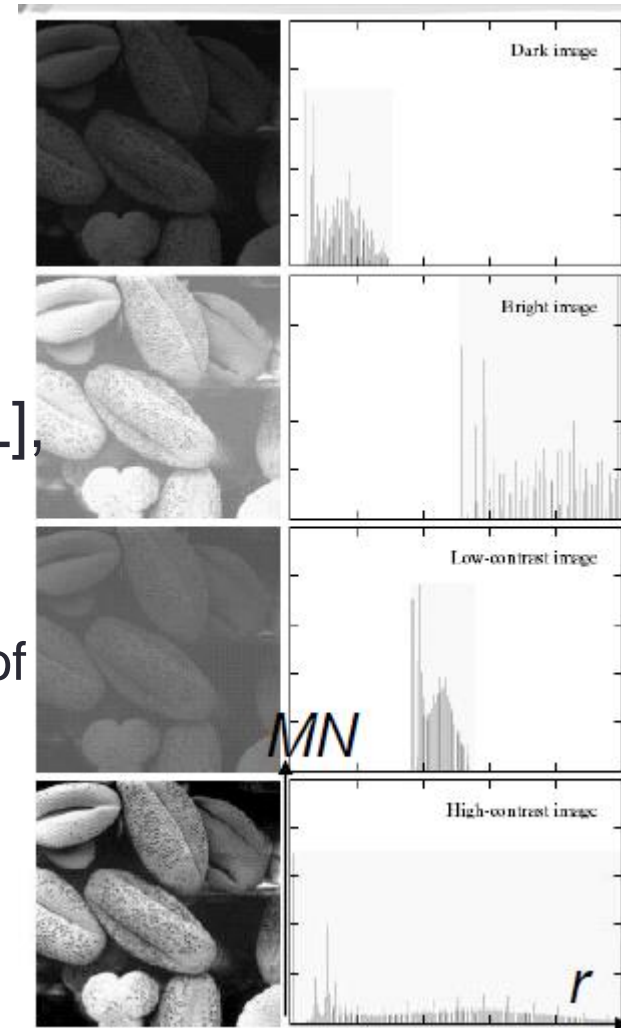 Dark image
Bright image
L],
Low-contrast image
of
MN
High-contrast image
r